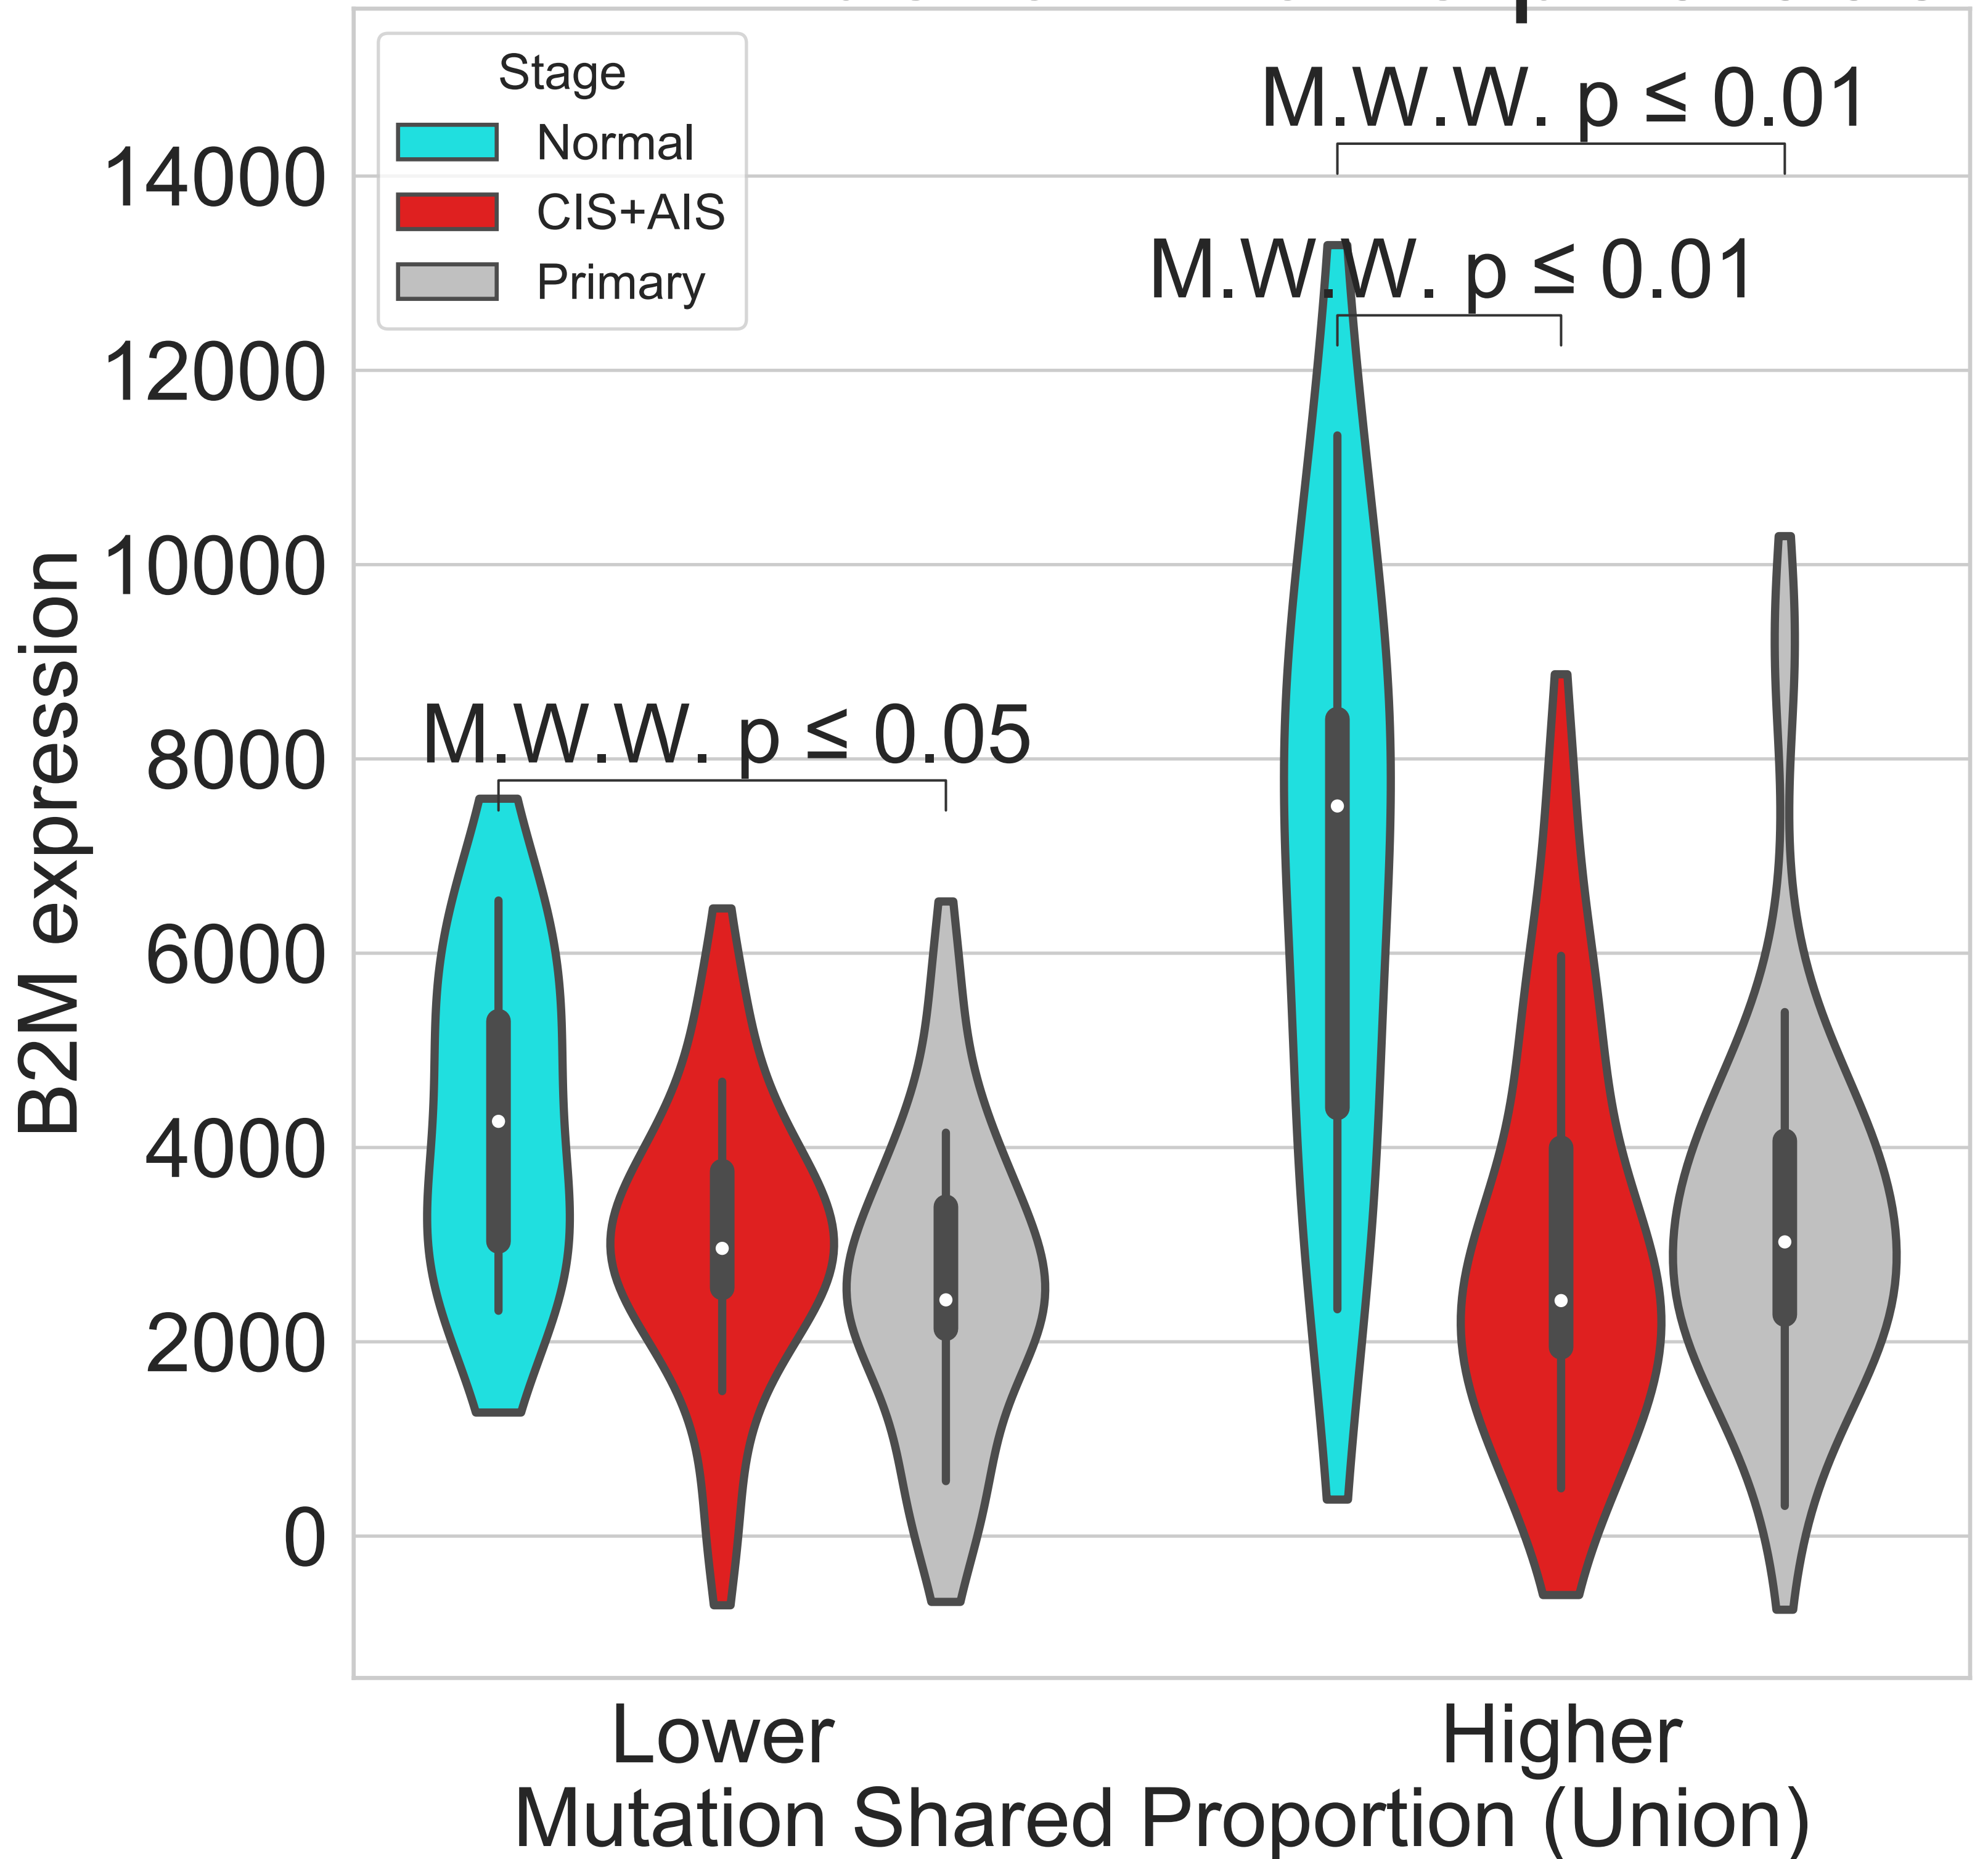 Stage
Normal
CIS+AIS
Primary
M.W.W. p ≤ 0.01
M.W.W. p ≤ 0.01
M.W.W. p ≤ 0.05
14000
12000
10000
8000
6000
4000
2000
0
B2M expression
Lower
Higher
Mutation Shared Proportion (Union)